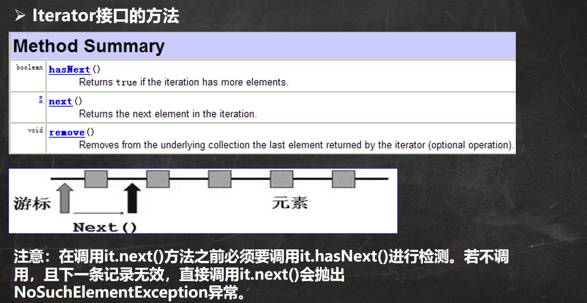 ➢ Iterator接口的方法
Method Summary
boolean hasNext()
Returns true if the iteration has more elements.
E next()
Returns the next element in the iteration.
void remove()
Removes from the underlying collection the last element returned by the iterator (optional operation).
游标
元素
Next()
注意：在调用it.next()方法之前必须要调用it.hasNext()进行检测。若不调
用，且下一条记录无效，直接调用it.next()会抛出
NoSuchElementException异常。